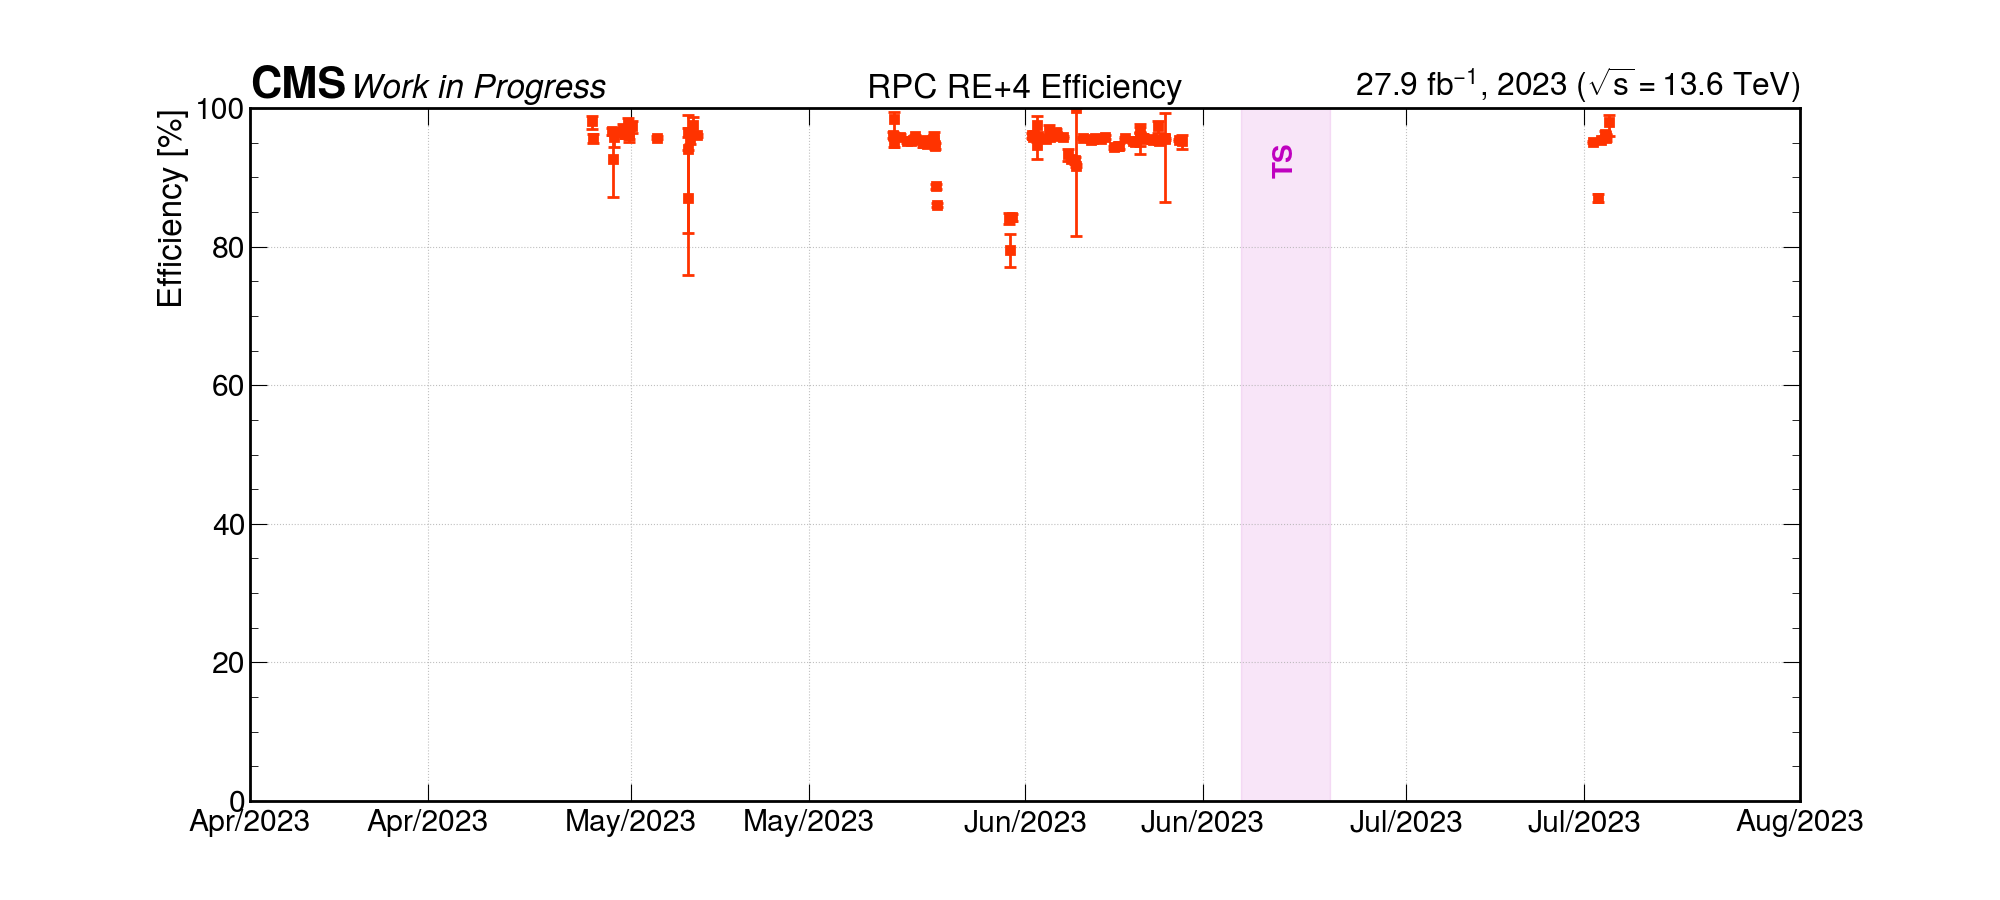 CMS Work in Progress RPC RE+4 Efficiency 27.9 fb⁻¹, 2023 (√s = 13.6 TeV)
Efficiency [%]
100
80
60
40
20
0
TS
Apr/2023 Apr/2023 May/2023 May/2023 Jun/2023 Jun/2023 Jul/2023 Jul/2023 Aug/2023